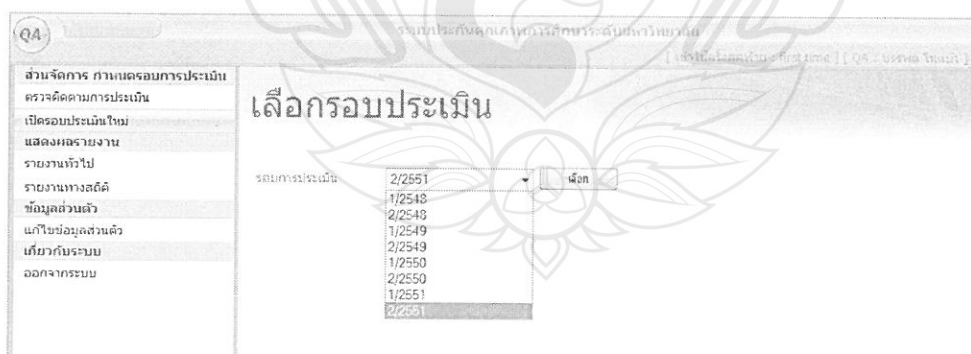 QA
ระบบประกันคุณภาพการศึกษาระดับมหาวิทยาลัย
first time ] [ QA :
ส่วนจัดการ กำหนดรอบการประเมิน
ตรวจติดตามการประเมิน
เปิดรอบประเมินใหม่
แสดงผลรายงาน
รายงานทั่วไป
รายงานทางสถิติ
ข้อมูลส่วนตัว
แก้ไขข้อมูลส่วนตัว
เกี่ยวกับระบบ
ออกจากระบบ
เลือกรอบประเมิน
รอบการประเมิน 2/2551 เลือก
1/2548
2/2548
1/2549
2/2549
1/2550
2/2550
1/2551
2/2551